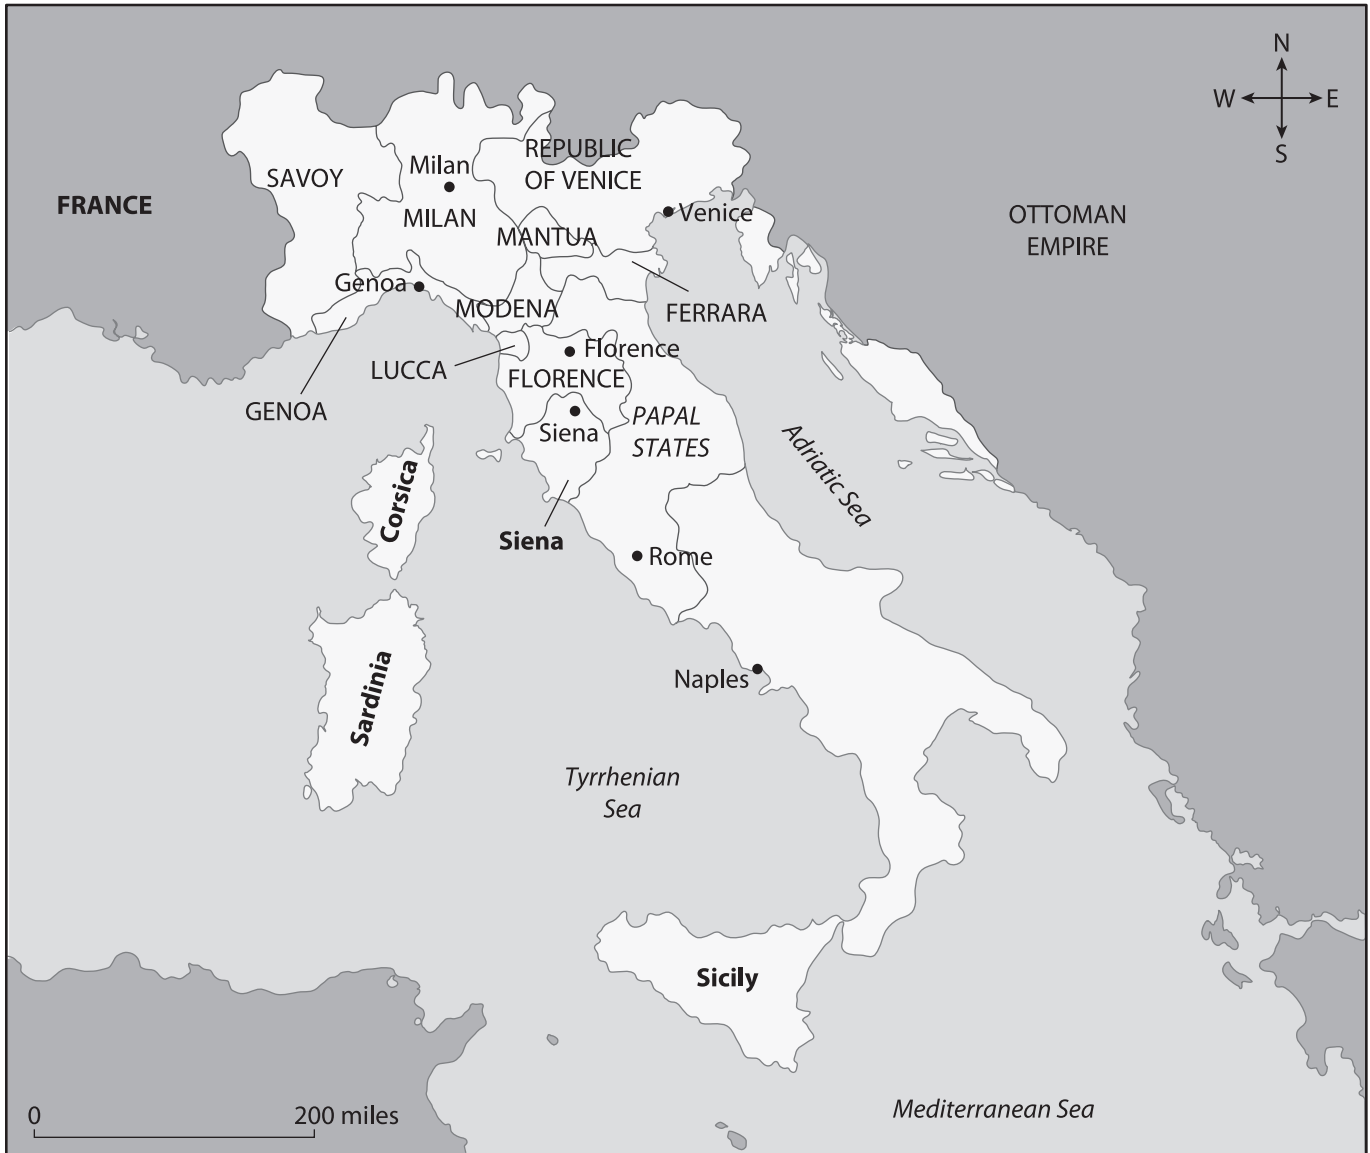 N
W E
S
FRANCE
SAVOY
Milan
MILAN
REPUBLIC
OF VENICE
Venice
MANTUA
OTTOMAN
EMPIRE
Genoa
MODENA
FERRARA
LUCCA
GENOA
Florence
FLORENCE
Siena
PAPAL
STATES
Adriatic Sea
Corsica
Siena
Rome
Sardinia
Naples
Tyrrhenian
Sea
Sicily
Mediterranean Sea
0 200 miles